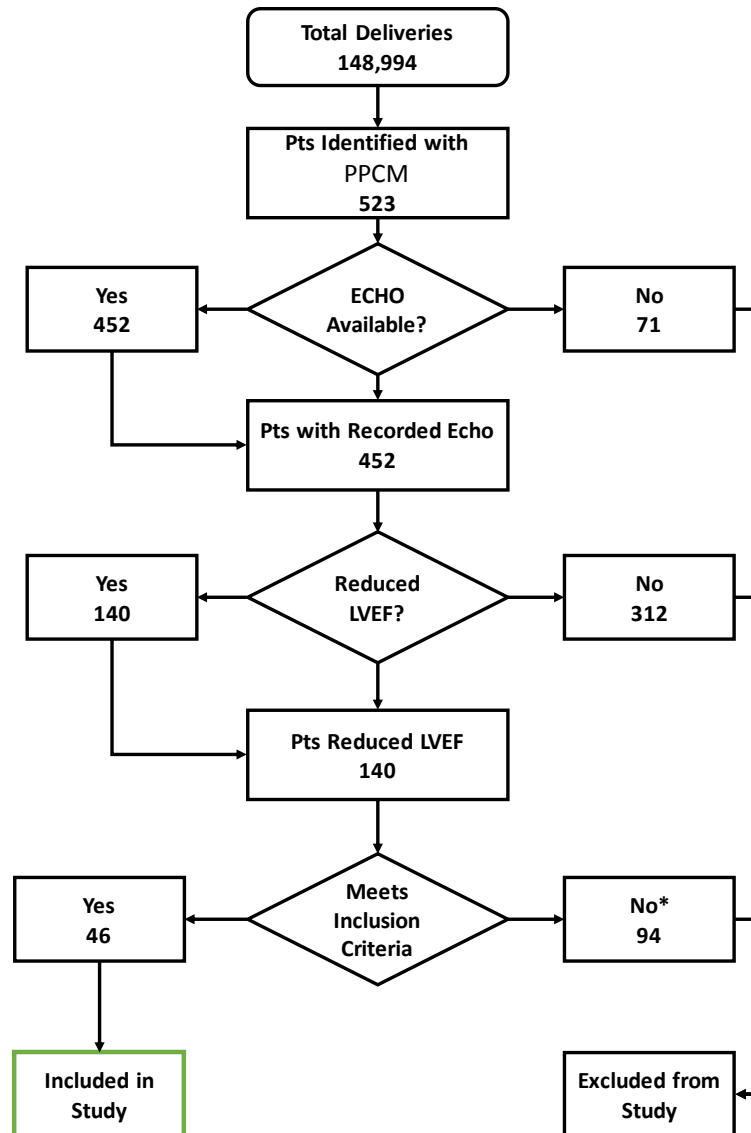 Total Deliveries
148,994
Pts Identified with
PPCM
523
Yes
452
ECHO
Available?
No
71
Pts with Recorded Echo
452
Yes
140
Reduced
LVEF?
No
312
Pts Reduced LVEF
140
Yes
46
Meets
Inclusion
Criteria
No*
94
Included in
Study
Excluded from
Study